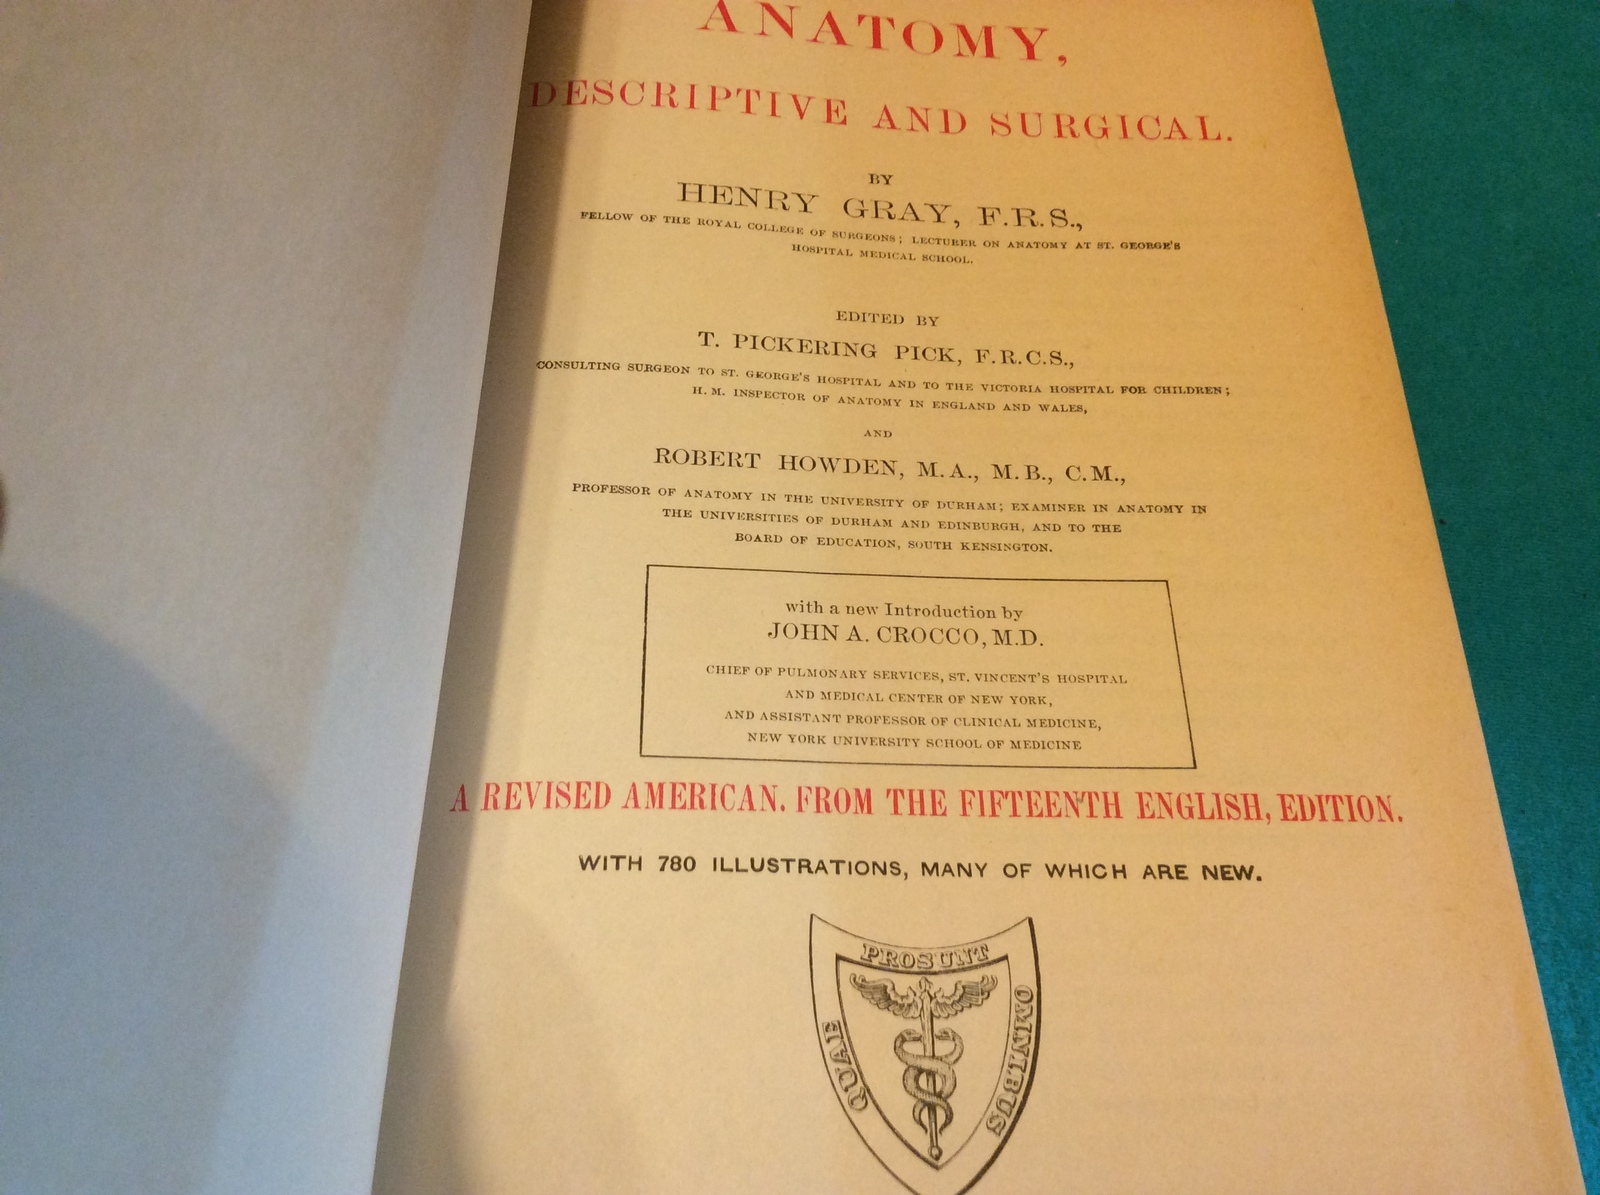 ANATOMY,
DESCRIPTIVE AND SURGICAL.
BY
HENRY GRAY, F.R.S.,
FELLOW OF THE ROYAL COLLEGE OF SURGEONS; LECTURER ON ANATOMY AT ST. GEORGE'S
HOSPITAL MEDICAL SCHOOL.
EDITED BY
T. PICKERING PICK, F.R.C.S.,
CONSULTING SURGEON TO ST. GEORGE'S HOSPITAL AND TO THE VICTORIA HOSPITAL FOR CHILDREN;
H. M. INSPECTOR OF ANATOMY IN ENGLAND AND WALES,
AND
ROBERT HOWDEN, M.A., M.B., C.M.,
PROFESSOR OF ANATOMY IN THE UNIVERSITY OF DURHAM; EXAMINER IN ANATOMY IN
THE UNIVERSITIES OF DURHAM AND EDINBURGH, AND TO THE
BOARD OF EDUCATION, SOUTH KENSINGTON.
with a new Introduction by
JOHN A. CROCCO, M.D.
CHIEF OF PULMONARY SERVICES, ST. VINCENT'S HOSPITAL
AND MEDICAL CENTER OF NEW YORK,
AND ASSISTANT PROFESSOR OF CLINICAL MEDICINE,
NEW YORK UNIVERSITY SCHOOL OF MEDICINE
A REVISED AMERICAN. FROM THE FIFTEENTH ENGLISH, EDITION.
WITH 780 ILLUSTRATIONS, MANY OF WHICH ARE NEW.
QUAE
PROSUNT
OMNIBUS